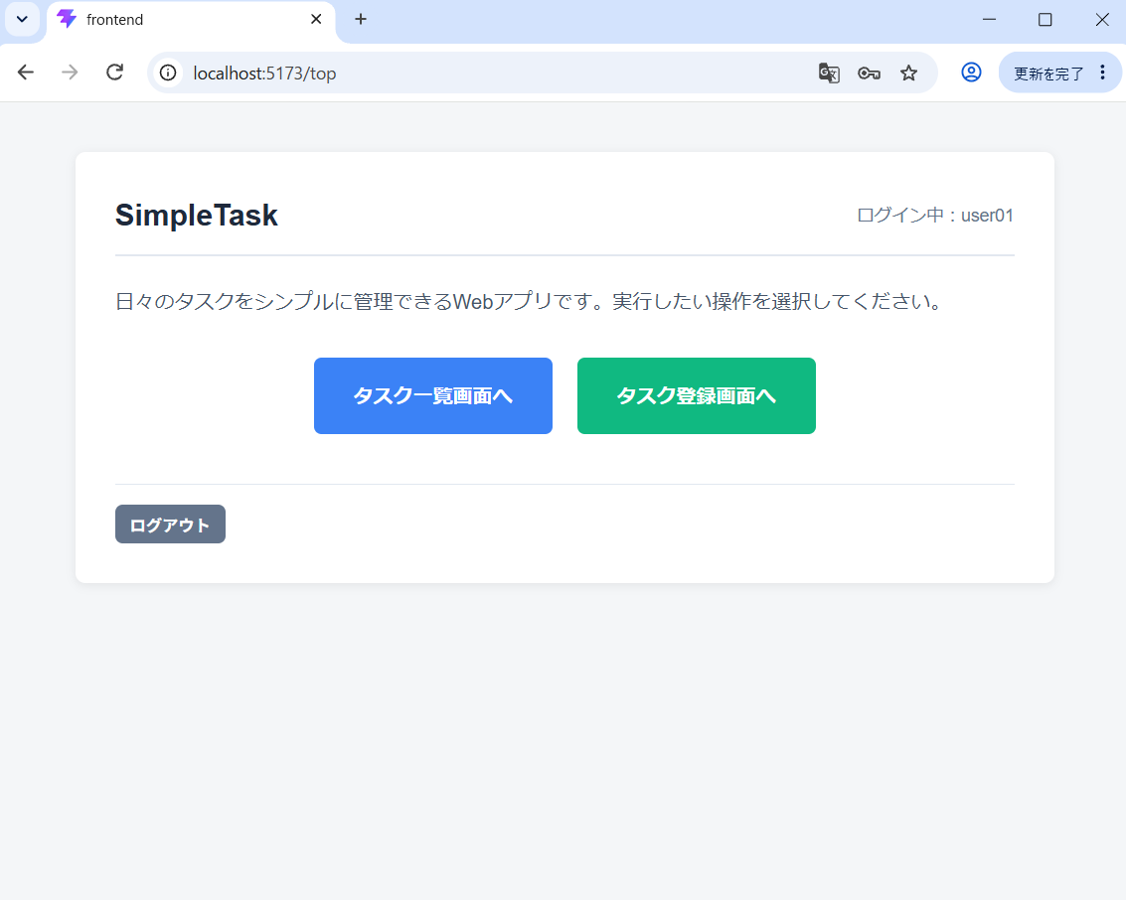 frontend
localhost:5173/top
更新を完了
SimpleTask
ログイン中：user01
日々のタスクをシンプルに管理できるWebアプリです。実行したい操作を選択してください。
タスク一覧画面へ
タスク登録画面へ
ログアウト